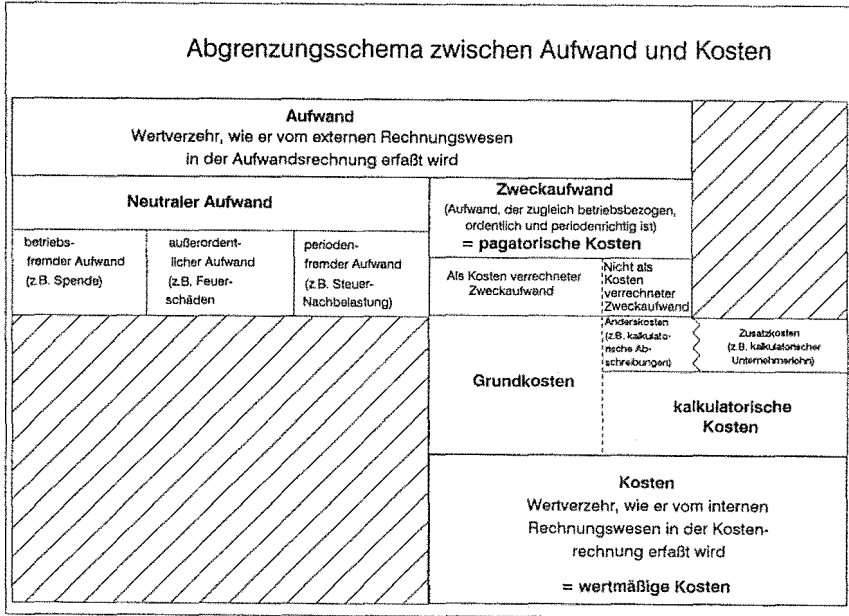 Abgrenzungsschema zwischen Aufwand und Kosten
Aufwand
Wertverzehr, wie er vom externen Rechnungswesen
in der Aufwandsrechnung erfaßt wird
Neutraler Aufwand
betriebs-
fremder Aufwand
(z.B. Spende)
außerordent-
licher Aufwand
(z.B. Feuer-
schäden
perioden-
fremder Aufwand
(z.B. Steuer-
Nachbelastung)
Zweckaufwand
(Aufwand, der zugleich betriebsbezogen,
ordentlich und periodenrichtig ist)
= pagatorische Kosten
Als Kosten verrechneter
Zweckaufwand
Nicht als
Kosten
verrechneter
Zweckaufwand
Anderskosten
(z.B. kalkulato-
rische Ab-
schreibungen)
Zusatzkosten
(z.B. kalkulatorischer
Unternehmerlohn)
Grundkosten
kalkulatorische
Kosten
Kosten
Wertverzehr, wie er vom internen
Rechnungswesen in der Kosten-
rechnung erfaßt wird
= wertmäßige Kosten